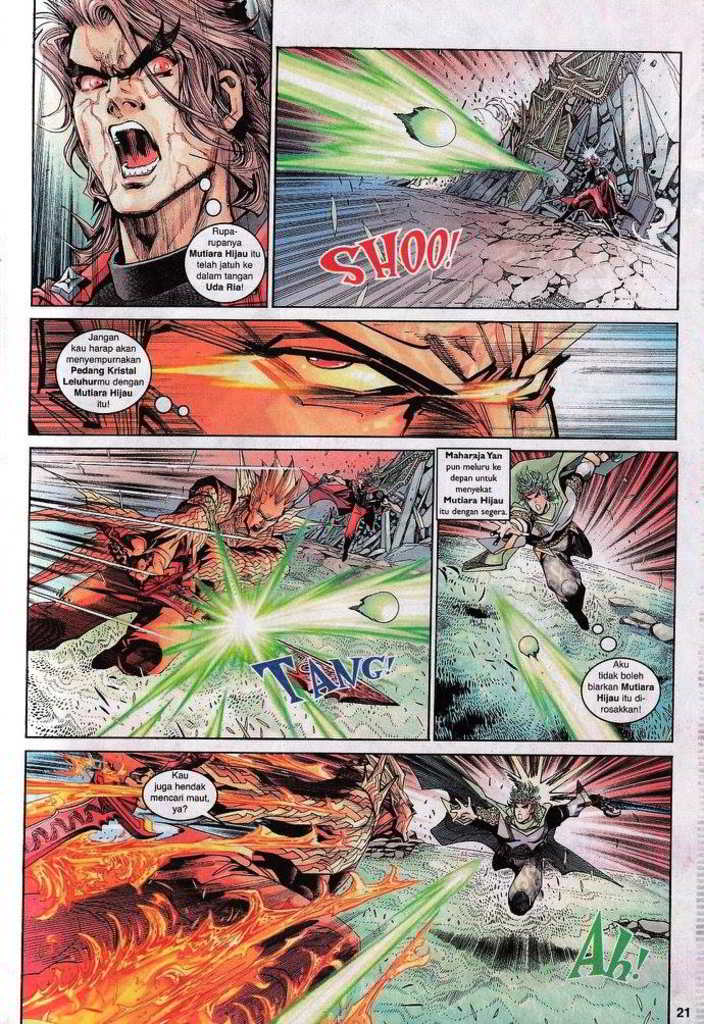 Rupa-
rupanya
Mutiara Hijau itu
telah jatuh ke
dalam tangan
Uda Ria!
SHOO!
Jangan
kau harap akan
menyempurnakan
Pedang Kristal
Leluhurmu dengan
Mutiara Hijau
itu!
TANG!
Maharaja Yan
pun meluru ke
depan untuk
menyekat
Mutiara Hijau
itu dengan segera.
Aku
tidak boleh
biarkan Mutiara
Hijau itu di-
rosakkan!
Kau
juga hendak
mencari maut,
ya?
Ah!
21